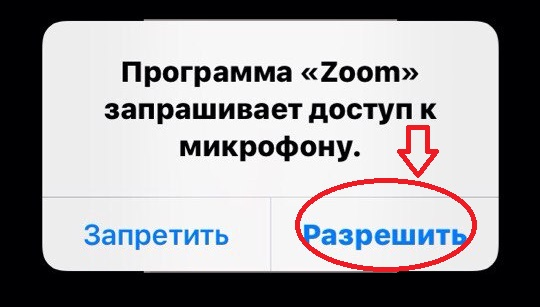 Программа «Zoom»
запрашивает доступ к
микрофону.
Запретить
Разрешить